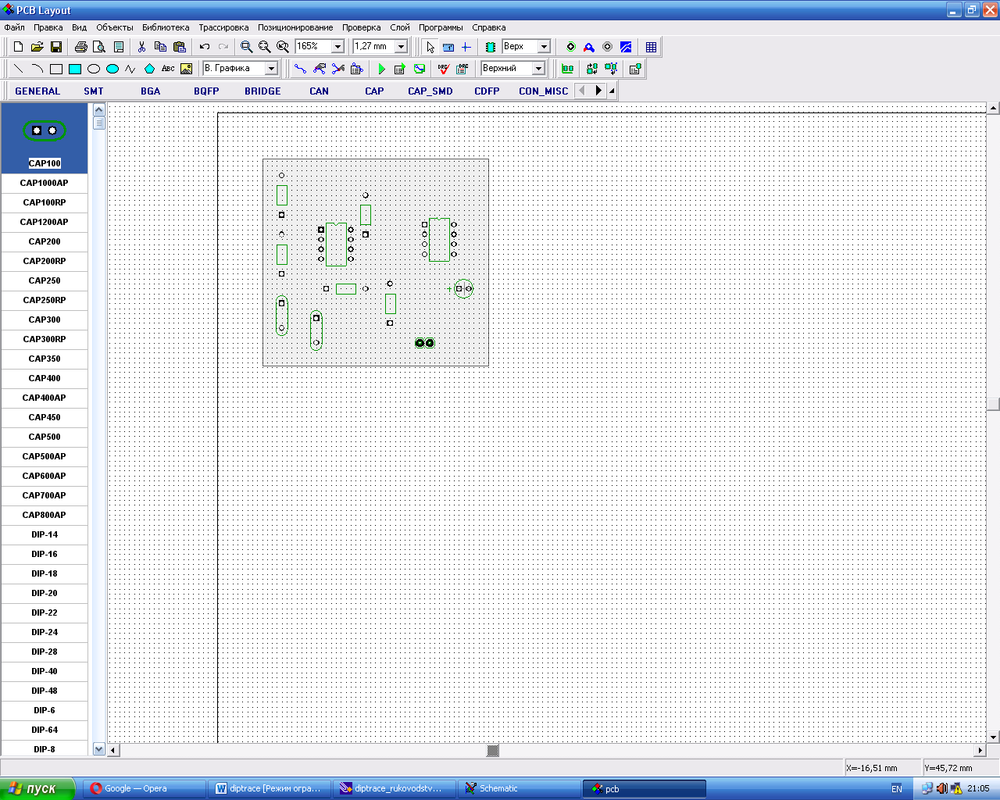 PCB Layout
Файл Правка Вид Объекты Библиотека Трассировка Позиционирование Проверка Слой Программы Справка
165% 1,27 mm Верх
Abc В. Графика DRC Верхний DRC
GENERAL SMT BGA BQFP BRIDGE CAN CAP CAP_SMD CDFP CON_MISC
CAP100
CAP1000AP
CAP100RP
CAP1200AP
CAP200
CAP200RP
CAP250
CAP250RP
CAP300
CAP300RP
CAP350
CAP400
CAP400AP
CAP450
CAP500
CAP500AP
CAP600AP
CAP700AP
CAP800AP
DIP-14
DIP-16
DIP-18
DIP-20
DIP-22
DIP-24
DIP-28
DIP-40
DIP-48
DIP-6
DIP-64
DIP-8
X=-16,51 mm Y=45,72 mm
пуск Google — Opera diptrace [Режим огра... diptrace_rukovodstv... Schematic pcb EN 21:05